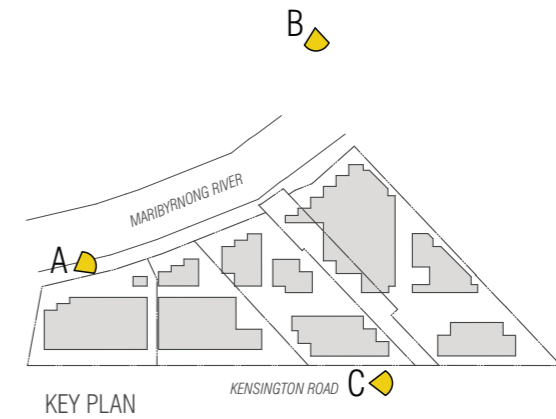 B
MARIBYRNONG RIVER
A
KENSINGTON ROAD
C
KEY PLAN